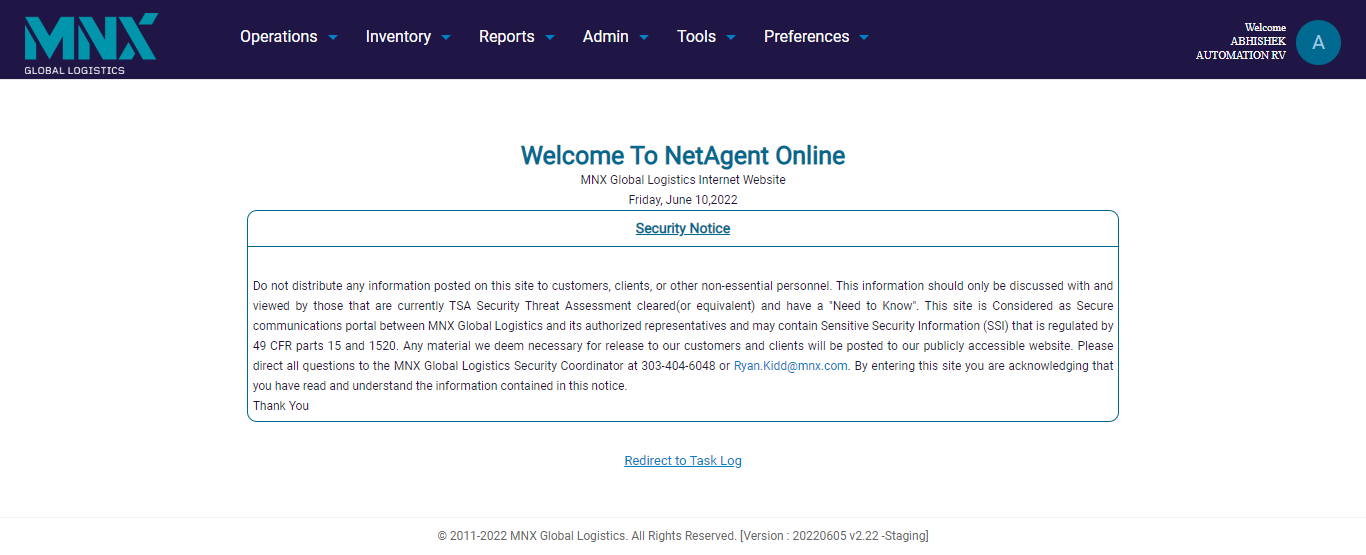 MNX
GLOBAL LOGISTICS
Operations Inventory Reports Admin Tools Preferences
Welcome
ABHISHEK
AUTOMATION RV
A
Welcome To NetAgent Online
MNX Global Logistics Internet Website
Friday, June 10,2022
Security Notice
Do not distribute any information posted on this site to customers, clients, or other non-essential personnel. This information should only be discussed with and
viewed by those that are currently TSA Security Threat Assessment cleared(or equivalent) and have a "Need to Know". This site is Considered as Secure
communications portal between MNX Global Logistics and its authorized representatives and may contain Sensitive Security Information (SSI) that is regulated by
49 CFR parts 15 and 1520. Any material we deem necessary for release to our customers and clients will be posted to our publicly accessible website. Please
direct all questions to the MNX Global Logistics Security Coordinator at 303-404-6048 or Ryan.Kidd@mnx.com. By entering this site you are acknowledging that
you have read and understand the information contained in this notice.
Thank You
Redirect to Task Log
© 2011-2022 MNX Global Logistics. All Rights Reserved. [Version : 20220605 v2.22 -Staging]